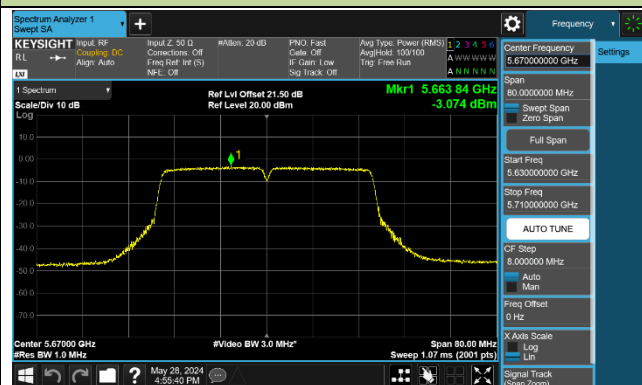 Spectrum Analyzer 1
Swept SA
Frequency
KEYSIGHT
RL
Input: RF
Coupling: DC
Align: Auto
Input Z: 50 Ω
Corrections: Off
Freq Ref: Int (S)
NFE: Off
#Atten: 20 dB
PNO: Fast
Gate: Off
IF Gain: Low
Sig Track: Off
Avg Type: Power (RMS)
Avg|Hold: 100/100
Trig: Free Run
1 2 3 4 5 6
A W W W W W
A N N N N N
LXI
1 Spectrum
Scale/Div 10 dB
Log
Ref Lvl Offset 21.50 dB
Ref Level 20.00 dBm
Mkr1 5.663 84 GHz
-3.074 dBm
1
10.0
0.00
-10.0
-20.0
-30.0
-40.0
-50.0
-60.0
-70.0
Center 5.67000 GHz
#Res BW 1.0 MHz
#Video BW 3.0 MHz*
Span 80.00 MHz
Sweep 1.07 ms (2001 pts)
Center Frequency
5.670000000 GHz
Settings
Span
80.0000000 MHz
Swept Span
Zero Span
Full Span
Start Freq
5.630000000 GHz
Stop Freq
5.710000000 GHz
AUTO TUNE
CF Step
8.000000 MHz
Auto
Man
Freq Offset
0 Hz
X Axis Scale
Log
Lin
Signal Track
(Span Zoom)
May 28, 2024
4:55:40 PM